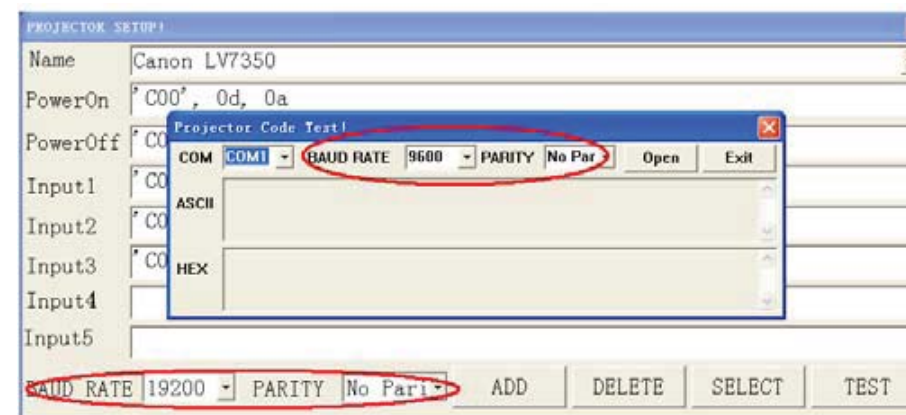 PROJECTOR SETUP!
Name Canon LV7350
PowerOn 'C00', 0d, 0a
PowerOff 'C0
Projector Code Test!
COM COM1 BAUD RATE 9600 PARITY No Par Open Exit
Input1 'C0
ASCII
Input2 'C0
Input3 'C0
HEX
Input4
Input5
BAUD RATE 19200 PARITY No Pari ADD DELETE SELECT TEST